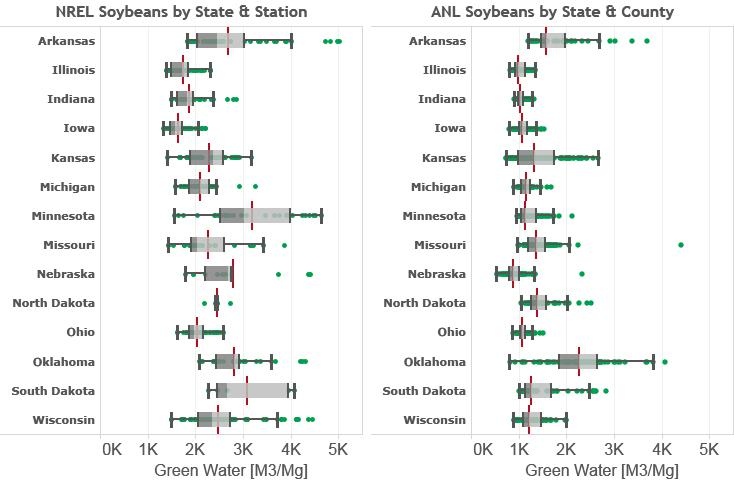 NREL Soybeans by State & Station
Arkansas
Illinois
Indiana
Iowa
Kansas
Michigan
Minnesota
Missouri
Nebraska
North Dakota
Ohio
Oklahoma
South Dakota
Wisconsin
0K 1K 2K 3K 4K 5K
Green Water [M3/Mg]
ANL Soybeans by State & County
Arkansas
Illinois
Indiana
Iowa
Kansas
Michigan
Minnesota
Missouri
Nebraska
North Dakota
Ohio
Oklahoma
South Dakota
Wisconsin
0K 1K 2K 3K 4K 5K
Green Water [M3/Mg]